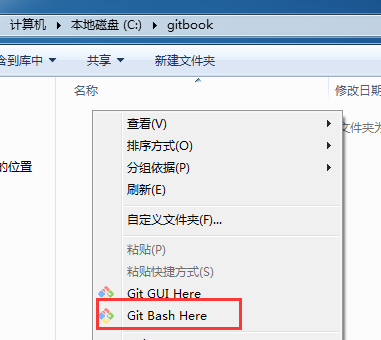 计算机 本地磁盘 (C:) gitbook
含到库中 共享 新建文件夹
名称 修改日期
查看(V)
文件夹为
排序方式(O)
的位置 分组依据(P)
刷新(E)
自定义文件夹(F)...
粘贴(P)
粘贴快捷方式(S)
Git GUI Here
Git Bash Here